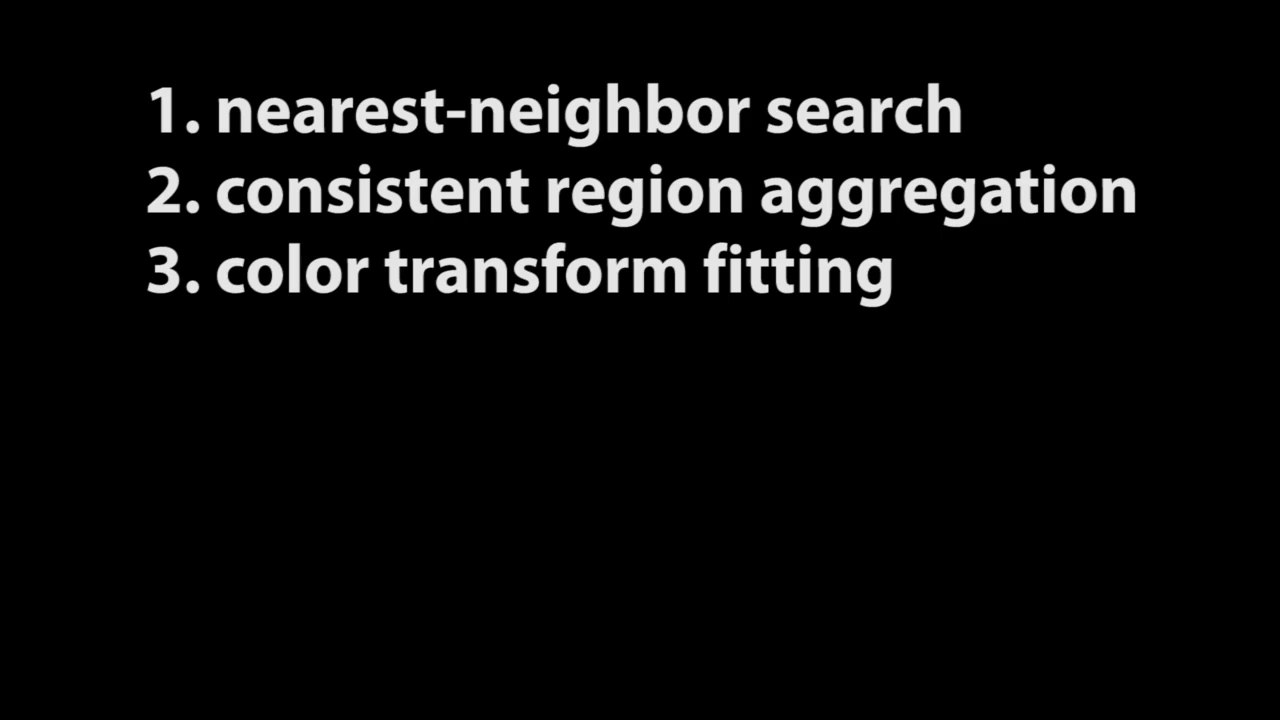 1. nearest-neighbor search
2. consistent region aggregation
3. color transform fitting